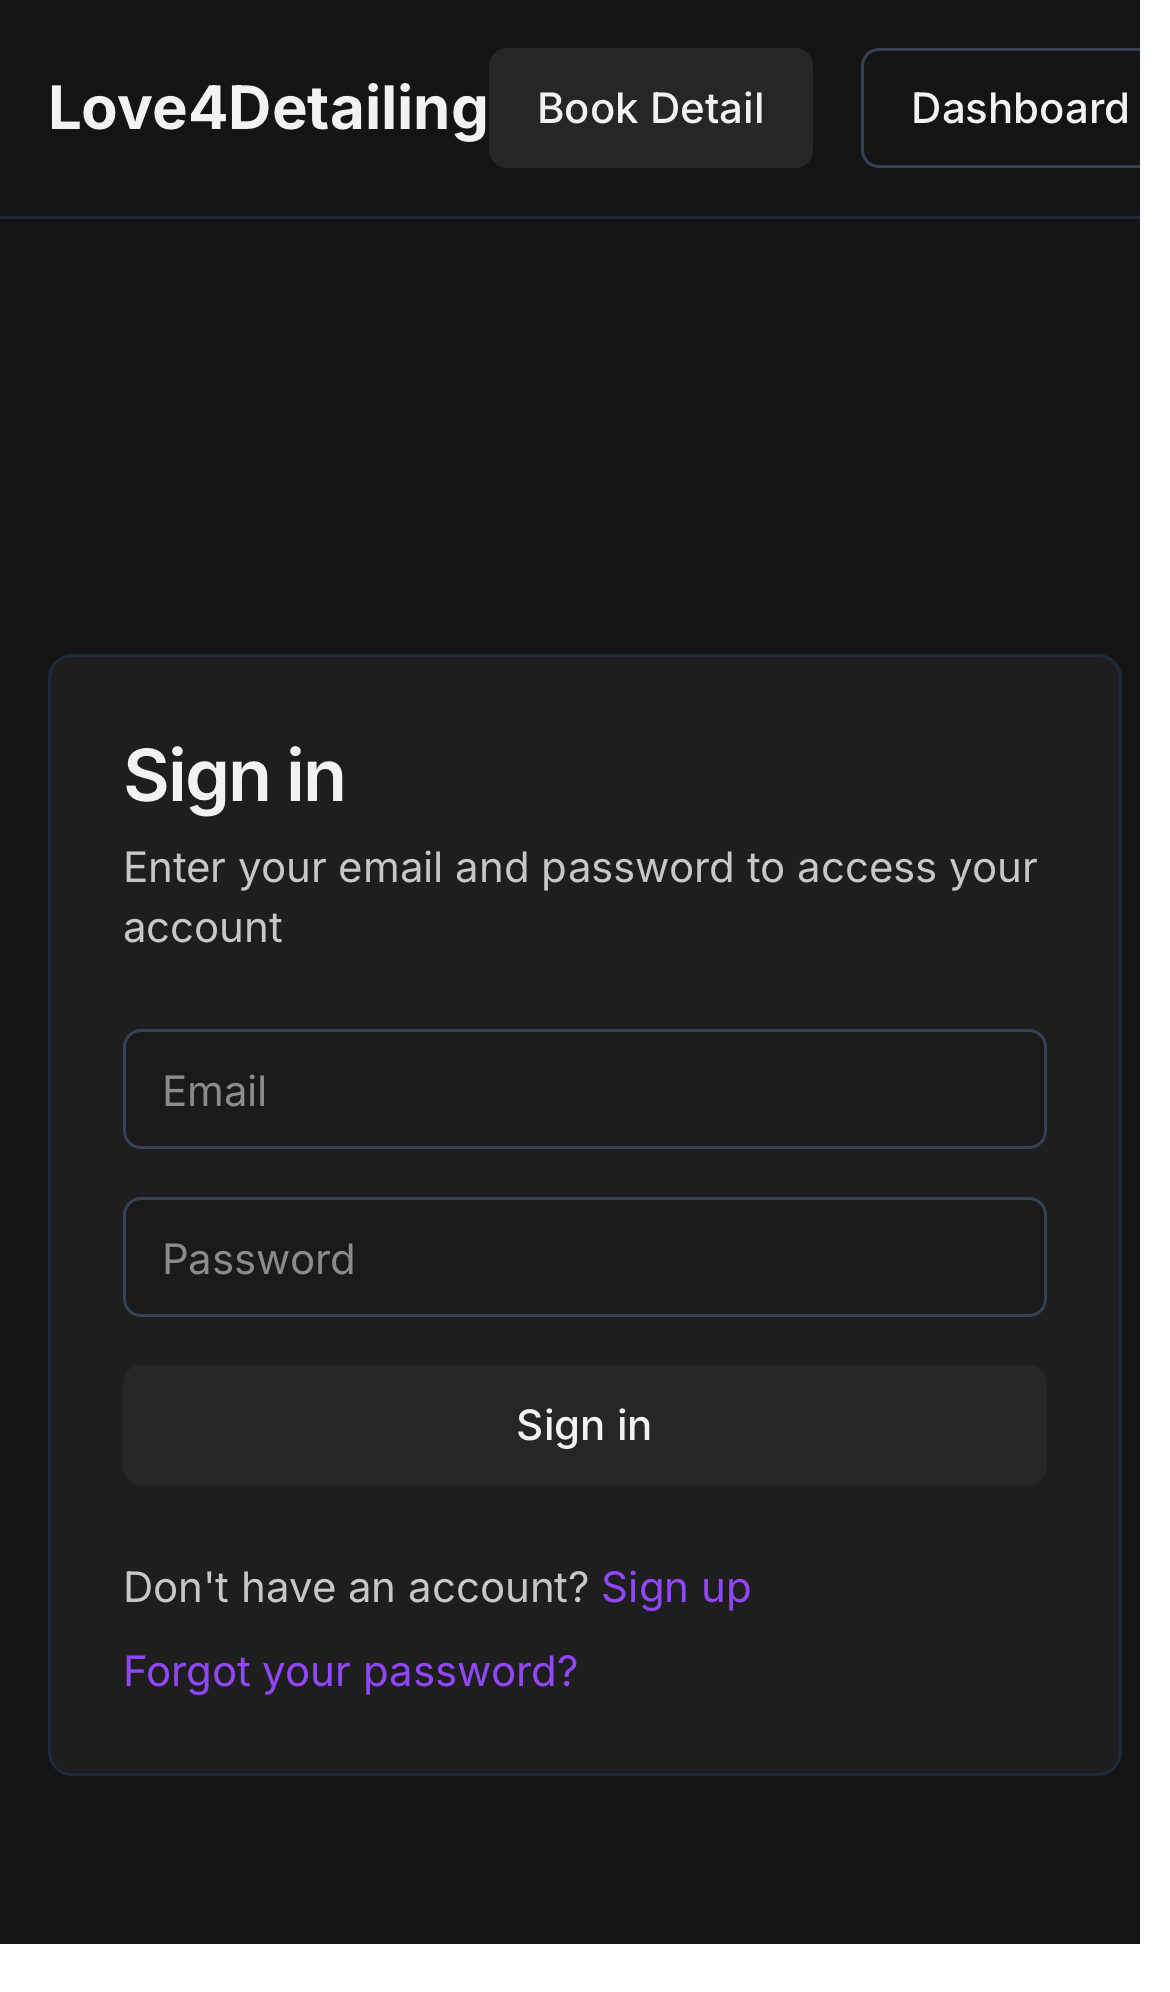 Love4Detailing Book Detail Dashboard
Sign in
Enter your email and password to access your
account
Email
Password
Sign in
Don't have an account? Sign up
Forgot your password?